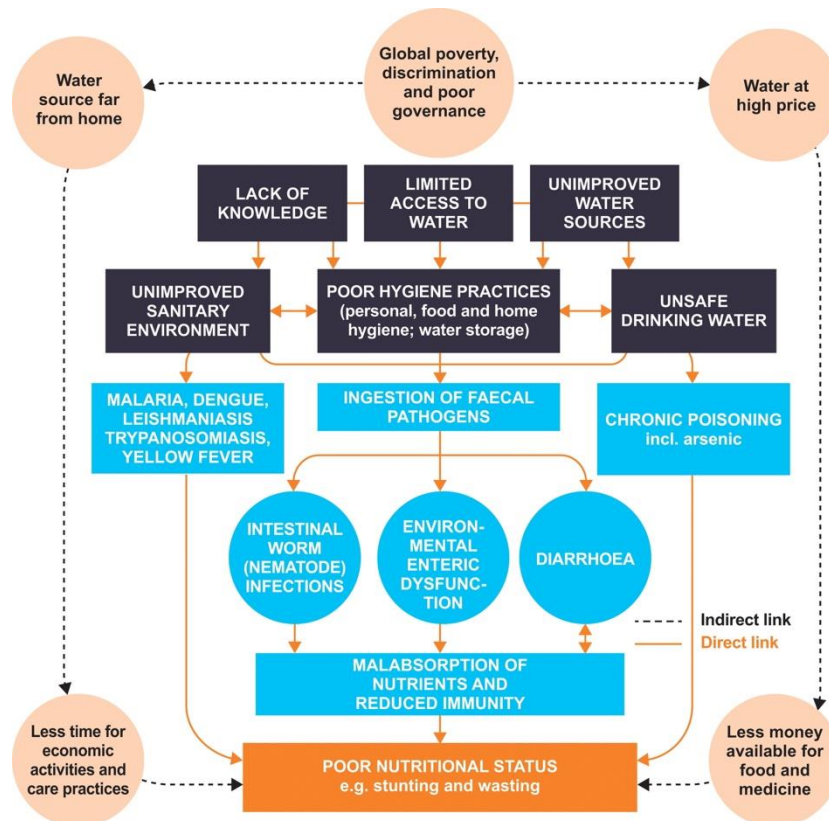 Water
source far
from home
Global poverty,
discrimination
and poor
governance
Water at
high price
LACK OF
KNOWLEDGE
LIMITED
ACCESS TO
WATER
UNIMPROVED
WATER
SOURCES
UNIMPROVED
SANITARY
ENVIRONMENT
POOR HYGIENE PRACTICES
(personal, food and home
hygiene; water storage)
UNSAFE
DRINKING WATER
MALARIA, DENGUE,
LEISHMANIASIS
TRYPANOSOMIASIS,
YELLOW FEVER
INGESTION OF FAECAL
PATHOGENS
CHRONIC POISONING
incl. arsenic
INTESTINAL
WORM
(NEMATODE)
INFECTIONS
ENVIRON-
MENTAL
ENTERIC
DYSFUNC-
TION
DIARRHOEA
Indirect link
Direct link
MALABSORPTION OF
NUTRIENTS AND
REDUCED IMMUNITY
Less time for
economic
activities and
care practices
POOR NUTRITIONAL STATUS
e.g. stunting and wasting
Less money
available for
food and
medicine